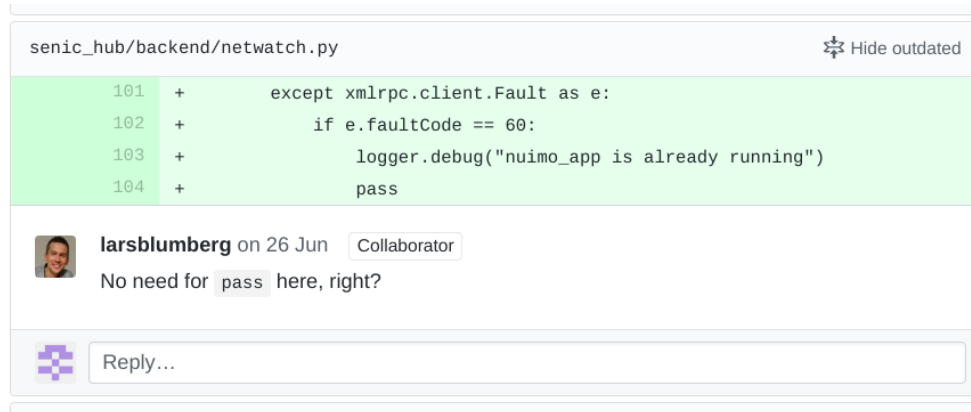 senic_hub/backend/netwatch.py Hide outdated
101 + except xmlrpc.client.Fault as e:
102 + if e.faultCode == 60:
103 + logger.debug("nuimo_app is already running")
104 + pass
larsblumberg on 26 Jun Collaborator
No need for pass here, right?
Reply…